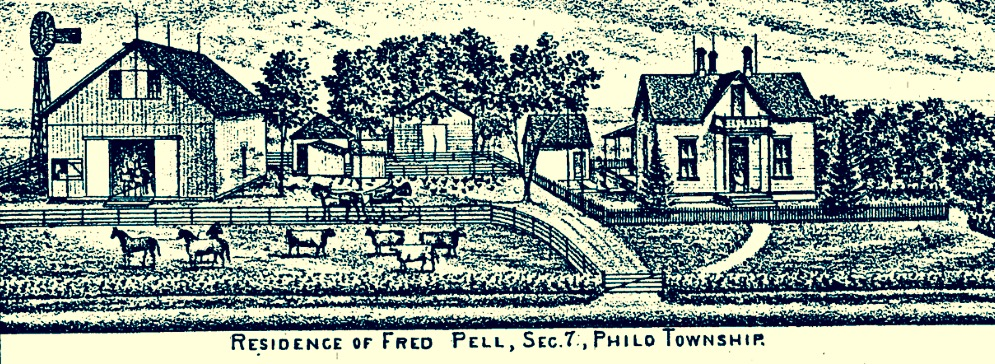 RESIDENCE OF FRED PELL, SEC. 7., PHILO TOWNSHIP.